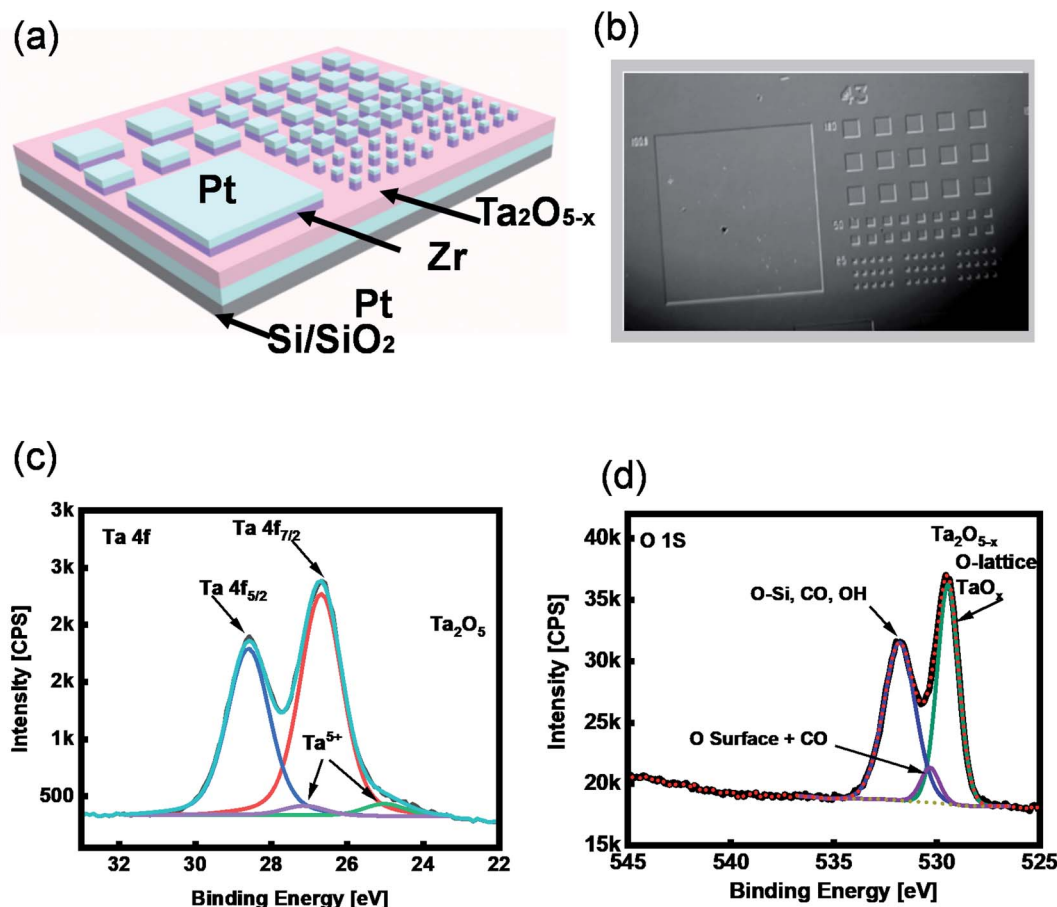 (a)
Pt
Ta₂O₅₋ₓ
Zr
Pt
Si/SiO₂
(b)
43
(c)
3k
3k
2k
2k
1k
500
Intensity [CPS]
Ta 4f
Ta 4f₇/₂
Ta 4f₅/₂
Ta₂O₅
Ta⁵⁺
32 30 28 26 24 22
Binding Energy [eV]
(d)
40k
35k
30k
25k
20k
15k
Intensity [CPS]
O 1S
Ta₂O₅₋ₓ
O-lattice
TaOₓ
O-Si, CO, OH
O Surface + CO
545 540 535 530 525
Binding Energy [eV]